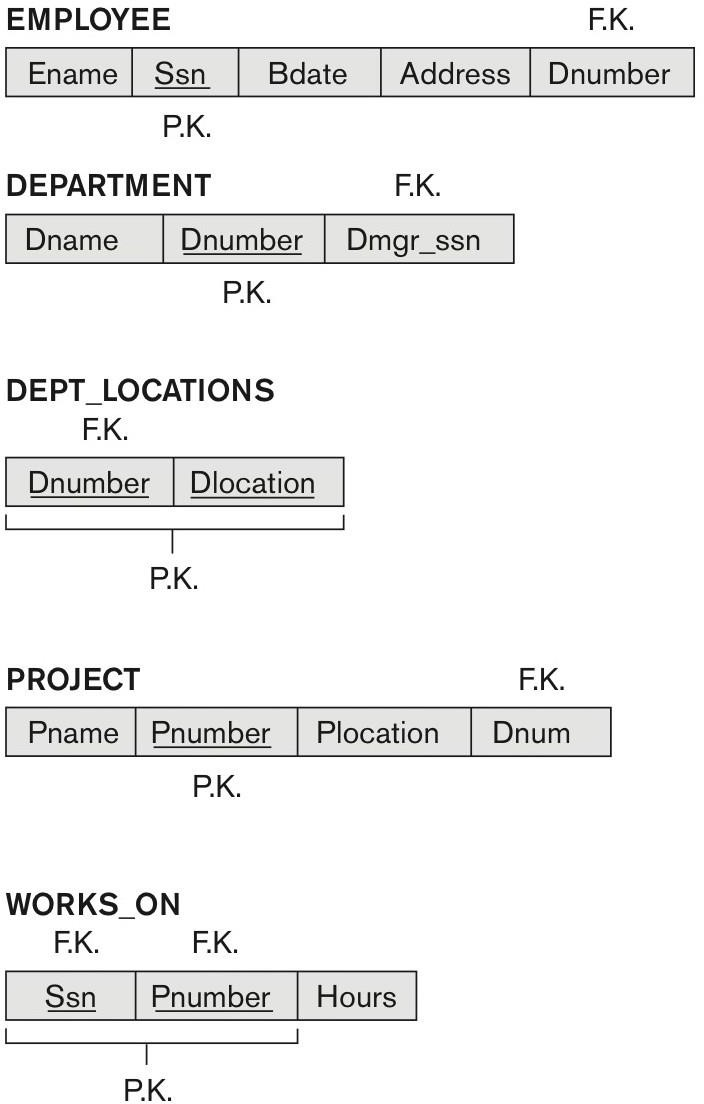 EMPLOYEE F.K.
Ename Ssn Bdate Address Dnumber
P.K.
DEPARTMENT F.K.
Dname Dnumber Dmgr_ssn
P.K.
DEPT_LOCATIONS
F.K.
Dnumber Dlocation
P.K.
PROJECT F.K.
Pname Pnumber Plocation Dnum
P.K.
WORKS_ON
F.K. F.K.
Ssn Pnumber Hours
P.K.